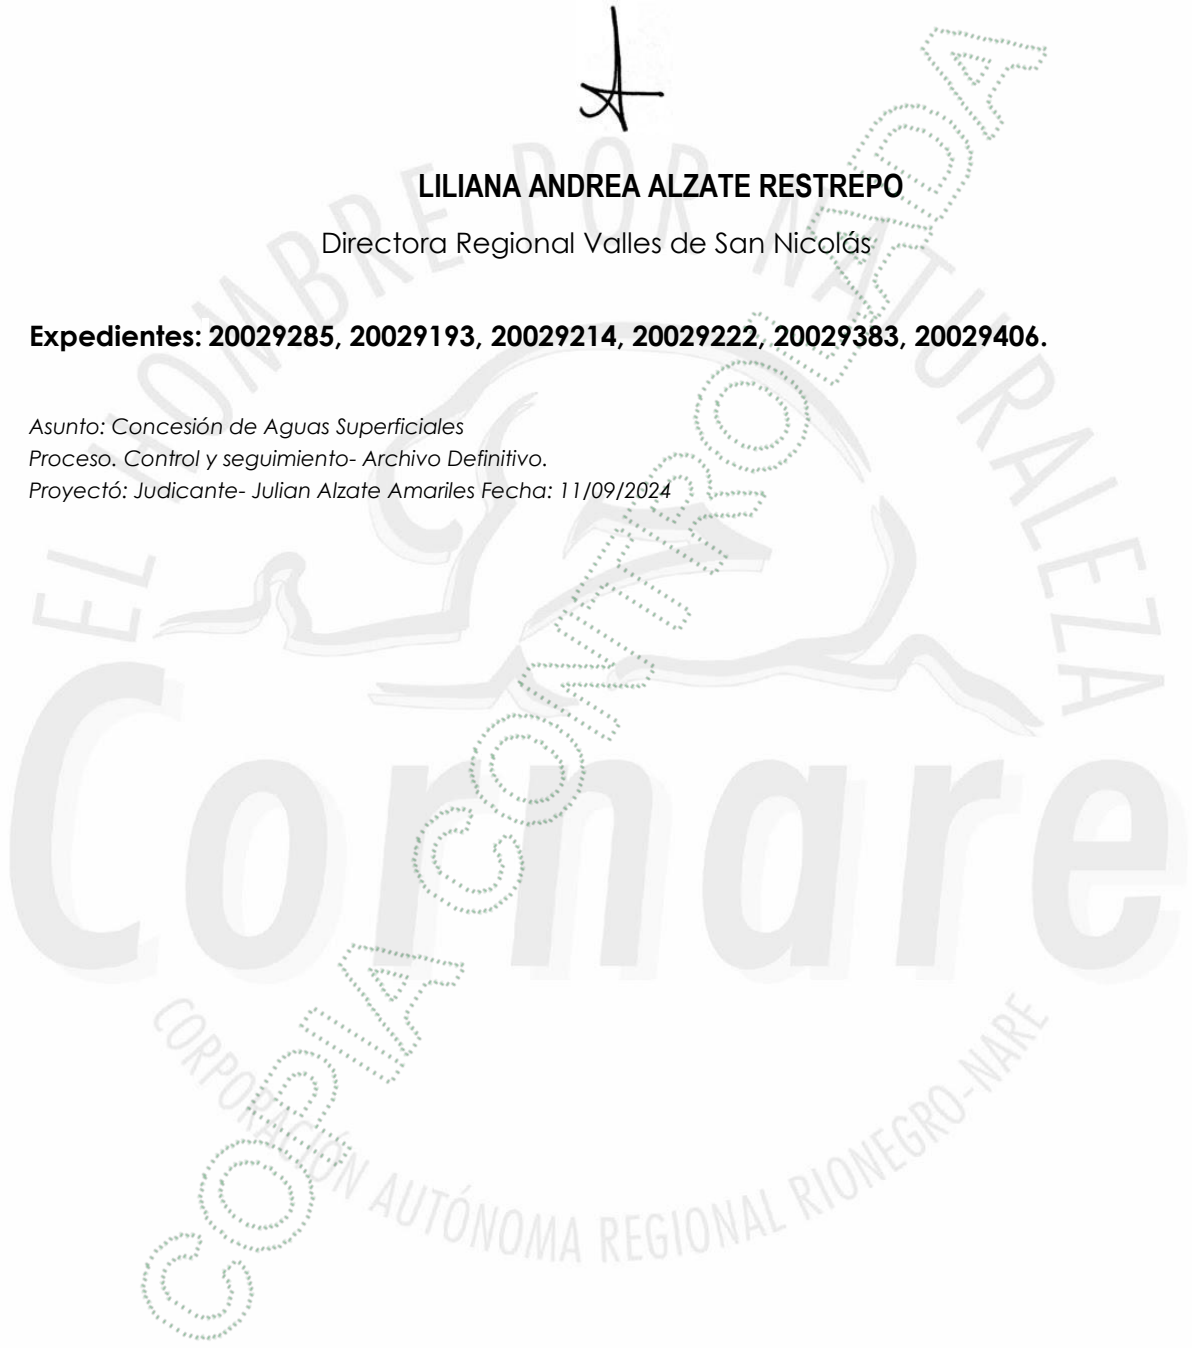 LILIANA ANDREA ALZATE RESTREPO
Directora Regional Valles de San Nicolás
Expedientes: 20029285, 20029193, 20029214, 20029222, 20029383, 20029406.
Asunto: Concesión de Aguas Superficiales
Proceso. Control y seguimiento- Archivo Definitivo.
Proyectó: Judicante- Julian Alzate Amariles Fecha: 11/09/2024
EL HOMBRE POR NATURALEZA
Cornare
CORPORACIÓN AUTÓNOMA REGIONAL RIONEGRO-NARE
COPIA CONTROLADA